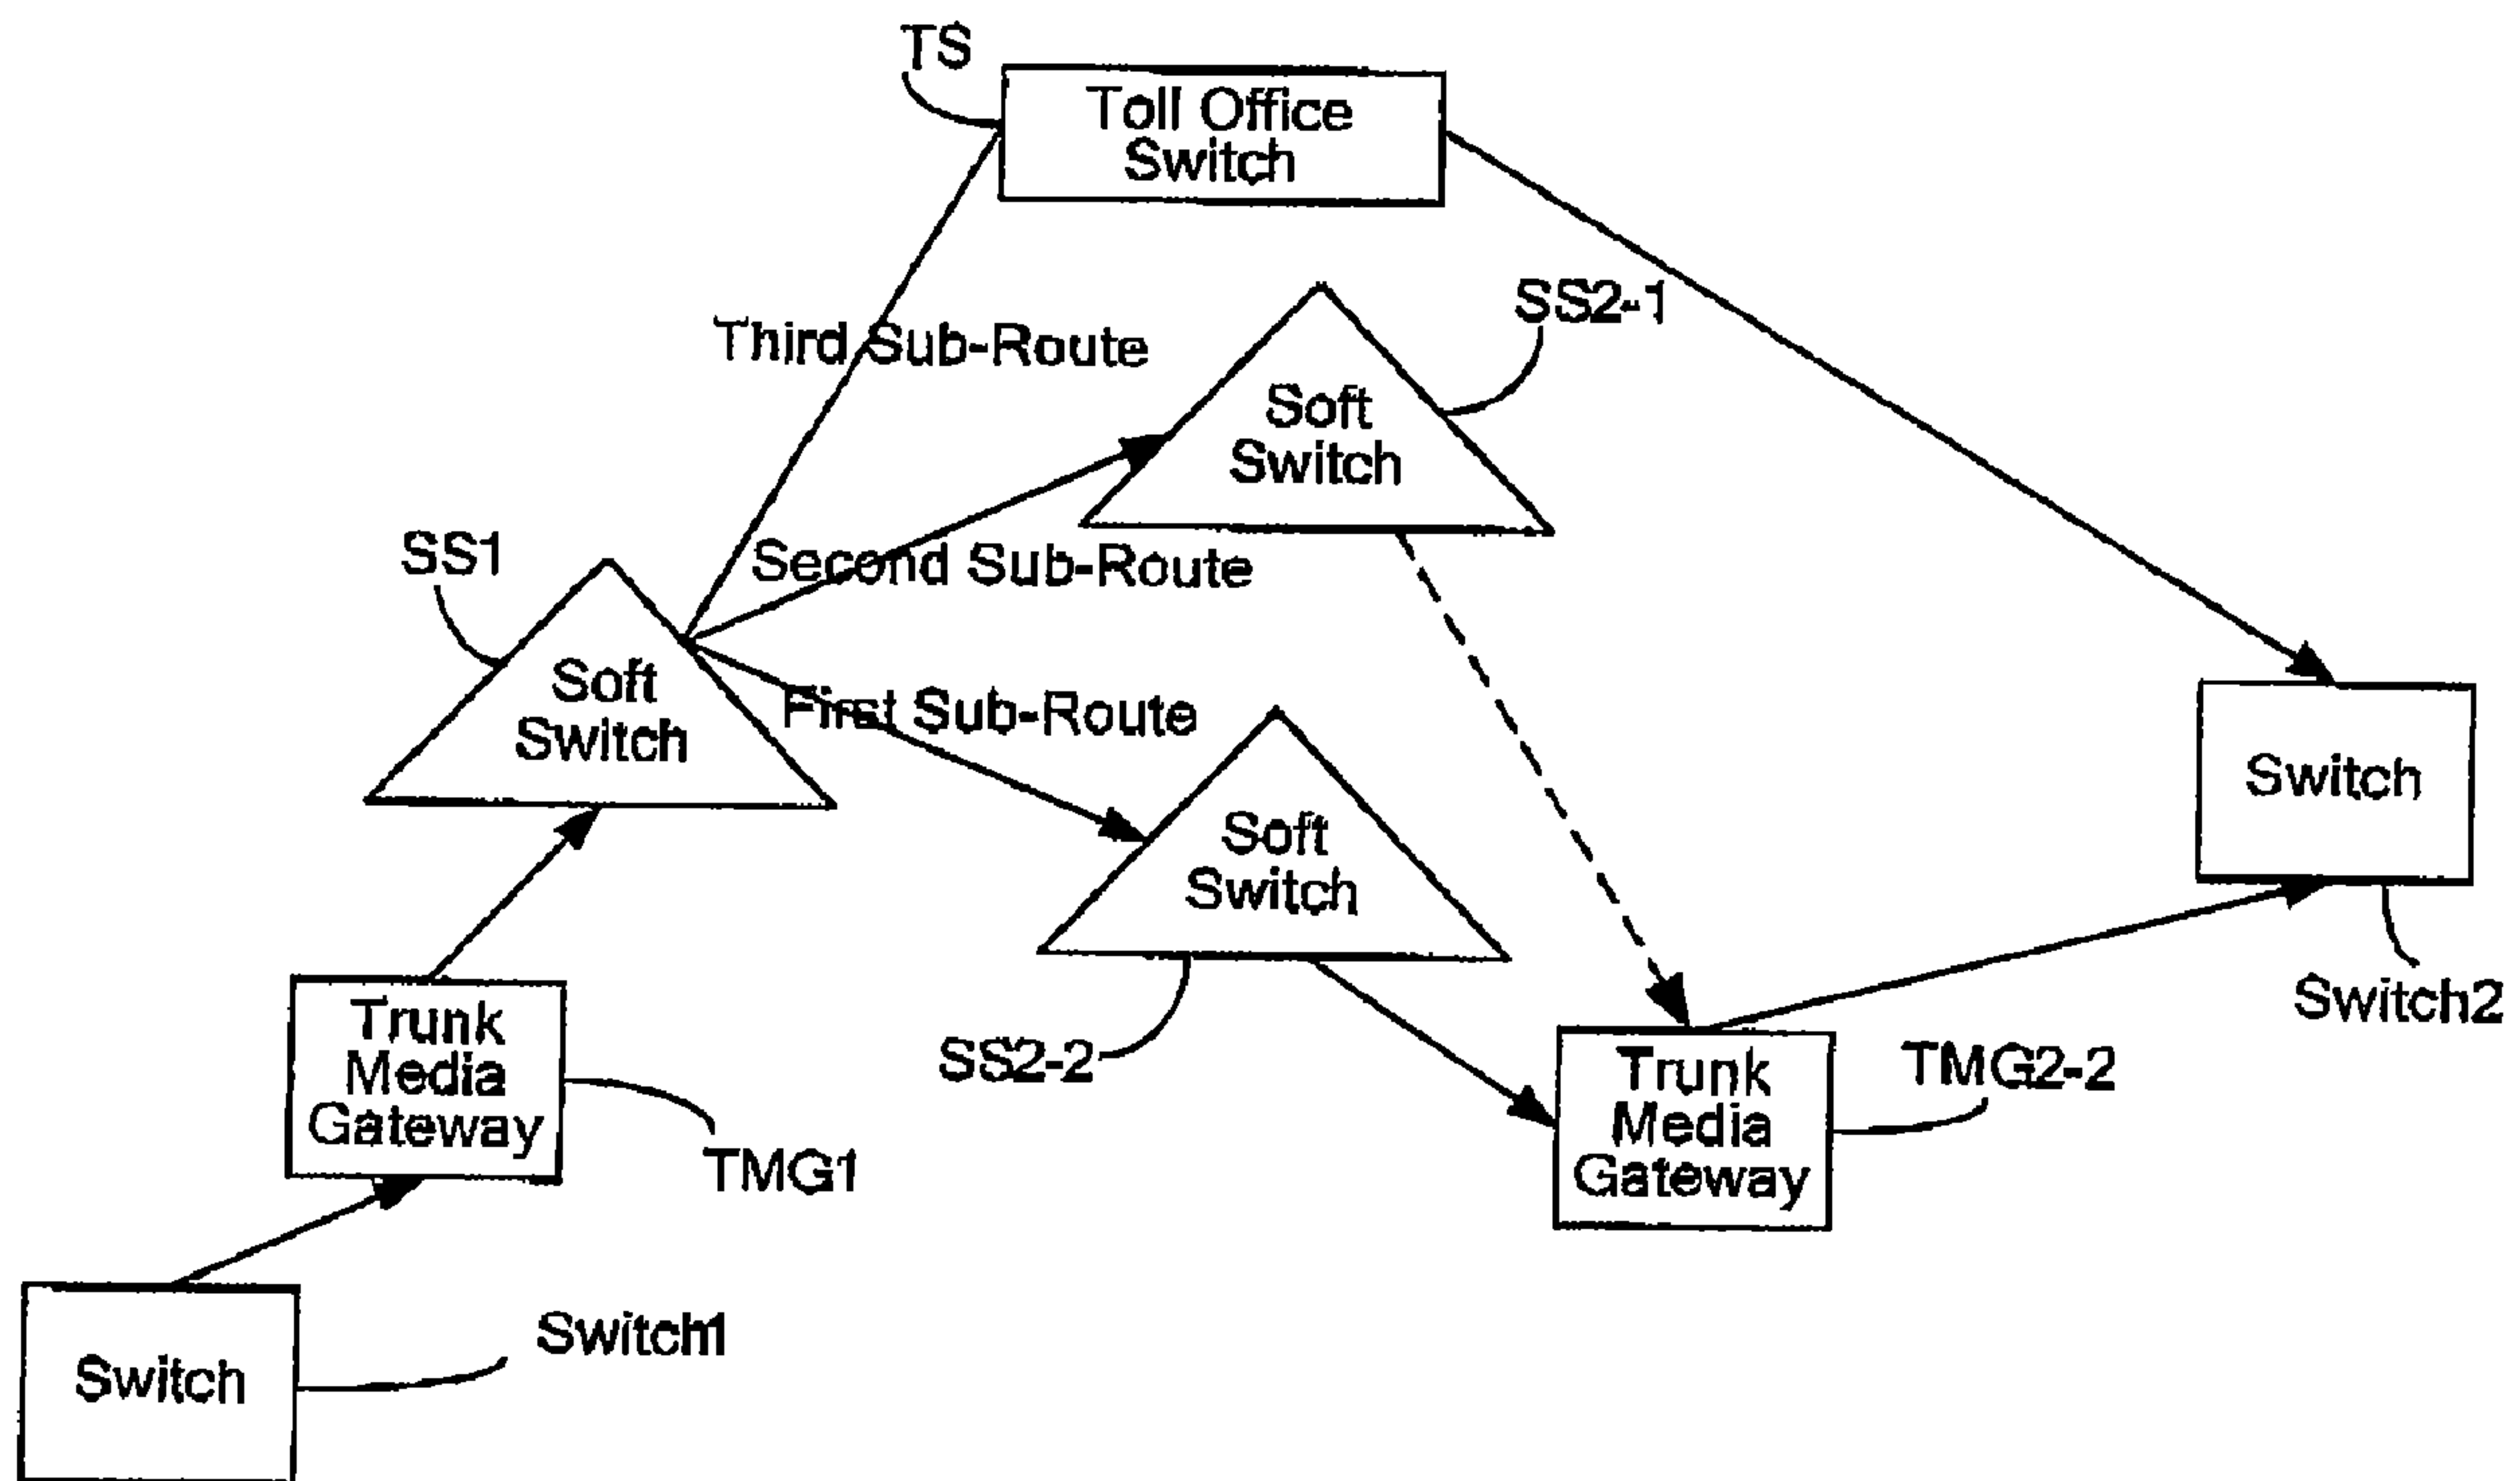 TS
Toll Office
Switch
SS2-1
Third Sub-Route
Soft
Switch
SS1
Second Sub-Route
Soft
Switch
First Sub-Route
Switch
Soft
Switch
Switch2
Trunk
Media
Gateway
SS2-2
Trunk
Media
Gateway
TMG2-2
TMG1
Switch1
Switch